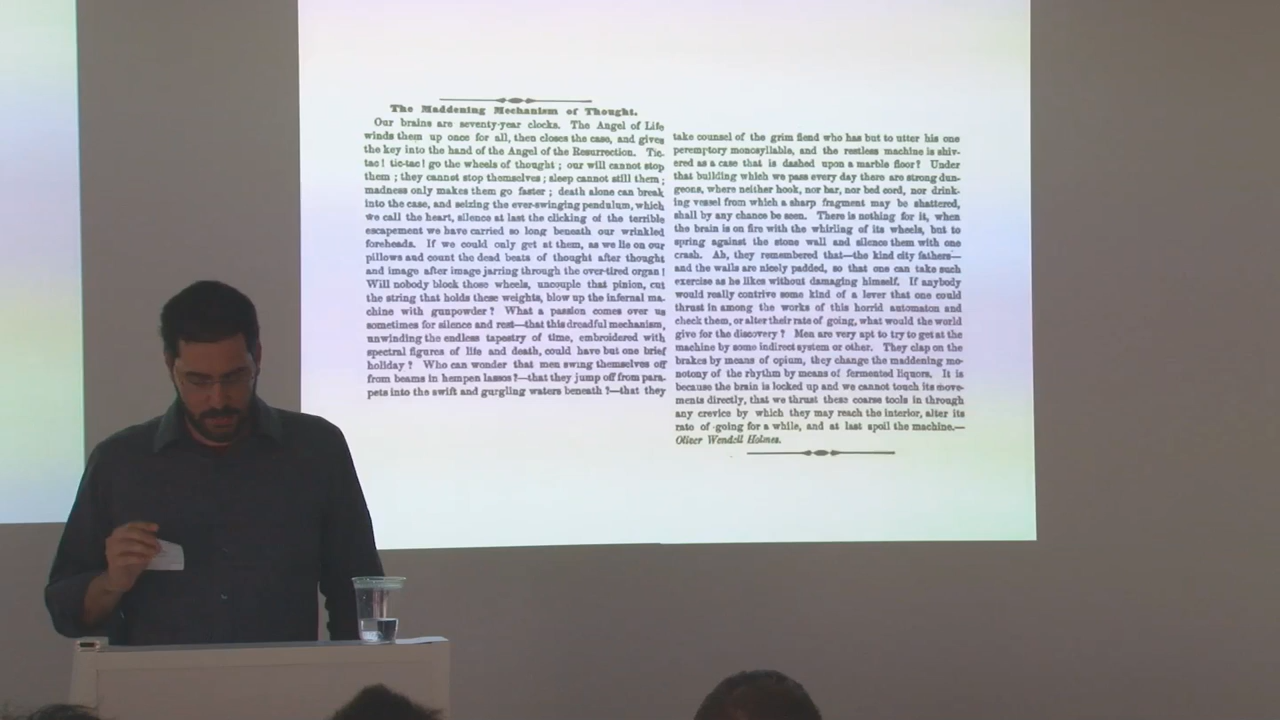 The Maddening Mechanism of Thought.
Our brains are seventy-year clocks. The Angel of Life
winds them up once for all, then closes the case, and gives
the key into the hand of the Angel of the Resurrection. Tic-
tac! tic-tac! go the wheels of thought; our will cannot stop
them; they cannot stop themselves; sleep cannot still them;
madness only makes them go faster; death alone can break
into the case, and seizing the ever-swinging pendulum, which
we call the heart, silence at last the clicking of the terrible
escapement we have carried so long beneath our wrinkled
foreheads. If we could only get at them, as we lie on our
pillows and count the dead beats of thought after thought
and image after image jarring through the over-tired organ!
Will nobody block those wheels, uncouple that pinion, cut
the string that holds these weights, blow up the infernal ma-
chine with gunpowder? What a passion comes over us
sometimes for silence and rest—that this dreadful mechanism,
unwinding the endless tapestry of time, embroidered with
spectral figures of life and death, could have but one brief
holiday? Who can wonder that men swing themselves off
from beams in hempen lassos?—that they jump off from para-
pets into the swift and gurgling waters beneath?—that they
take counsel of the grim fiend who has but to utter his one
peremptory monosyllable, and the restless machine is shiv-
ered as a case that is dashed upon a marble floor? Under
that building which we pass every day there are strong dun-
geons, where neither hook, nor bar, nor bed cord, nor drink-
ing vessel from which a sharp fragment may be shattered,
shall by any chance be seen. There is nothing for it, when
the brain is on fire with the whirling of its wheels, but to
spring against the stone wall and silence them with one
crash. Ah, they remembered that—the kind city fathers—
and the walls are nicely padded, so that one can take such
exercise as he likes without damaging himself. If anybody
would really contrive some kind of a lever that one could
thrust in among the works of this horrid automaton and
check them, or alter their rate of going, what would the world
give for the discovery? Men are very apt to try to get at the
machine by some indirect system or other. They clap on the
brakes by means of opium, they change the maddening mo-
notony of the rhythm by means of fermented liquors. It is
because the brain is locked up and we cannot touch its move-
ments directly, that we thrust these coarse tools in through
any crevice by which they may reach the interior, alter its
rate of going for a while, and at last spoil the machine.—
Oliver Wendell Holmes.